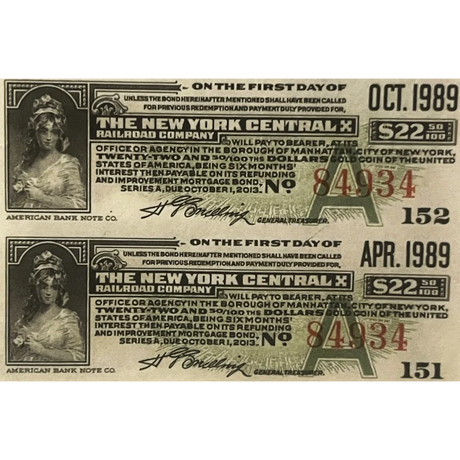 ON THE FIRST DAY OF
OCT. 1989
UNLESS THE BOND HEREINAFTER MENTIONED SHALL HAVE BEEN CALLED
FOR PREVIOUS REDEMPTION AND PAYMENT DULY PROVIDED FOR,
THE NEW YORK CENTRAL
RAILROAD COMPANY
$22 50/100
WILL PAY TO BEARER, AT ITS
OFFICE OR AGENCY IN THE BOROUGH OF MANHATTAN, CITY OF NEW YORK,
TWENTY-TWO AND 50/100THS DOLLARS GOLD COIN OF THE UNITED
STATES OF AMERICA, BEING SIX MONTHS'
INTEREST THEN PAYABLE ON ITS REFUNDING
AND IMPROVEMENT MORTGAGE BOND,
SERIES A, DUE OCTOBER 1, 2013. No 84934
A
GENERAL TREASURER.
152
AMERICAN BANK NOTE CO.
ON THE FIRST DAY OF
APR. 1989
UNLESS THE BOND HEREINAFTER MENTIONED SHALL HAVE BEEN CALLED
FOR PREVIOUS REDEMPTION AND PAYMENT DULY PROVIDED FOR,
THE NEW YORK CENTRAL
RAILROAD COMPANY
$22 50/100
WILL PAY TO BEARER, AT ITS
OFFICE OR AGENCY IN THE BOROUGH OF MANHATTAN, CITY OF NEW YORK,
TWENTY-TWO AND 50/100THS DOLLARS GOLD COIN OF THE UNITED
STATES OF AMERICA, BEING SIX MONTHS'
INTEREST THEN PAYABLE ON ITS REFUNDING
AND IMPROVEMENT MORTGAGE BOND,
SERIES A, DUE OCTOBER 1, 2013. No 84934
A
GENERAL TREASURER.
151
AMERICAN BANK NOTE CO.